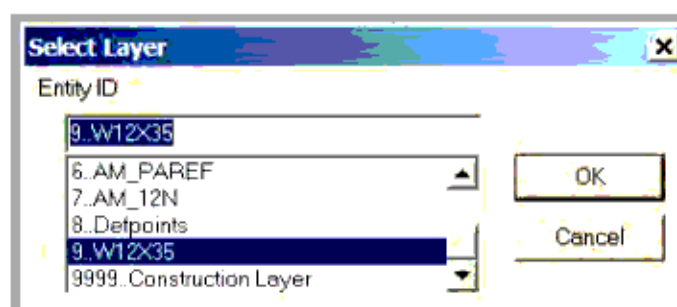 Select Layer
Entity ID
9..W12X35
6..AM_PAREF
7..AM_12N
8..Defpoints
9..W12X35
9999..Construction Layer
OK
Cancel